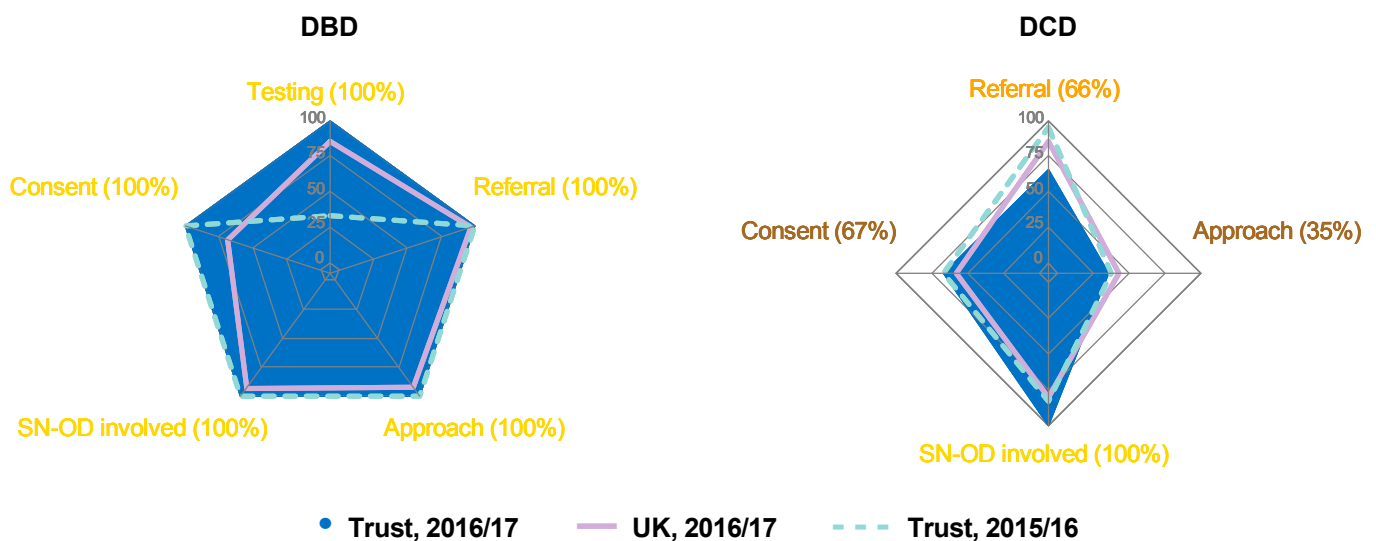 DBD
Testing (100%)
100
75
50
25
0
Consent (100%)
Referral (100%)
SN-OD involved (100%)
Approach (100%)
DCD
Referral (66%)
100
75
50
25
0
Consent (67%)
Approach (35%)
SN-OD involved (100%)
Trust, 2016/17
UK, 2016/17
Trust, 2015/16